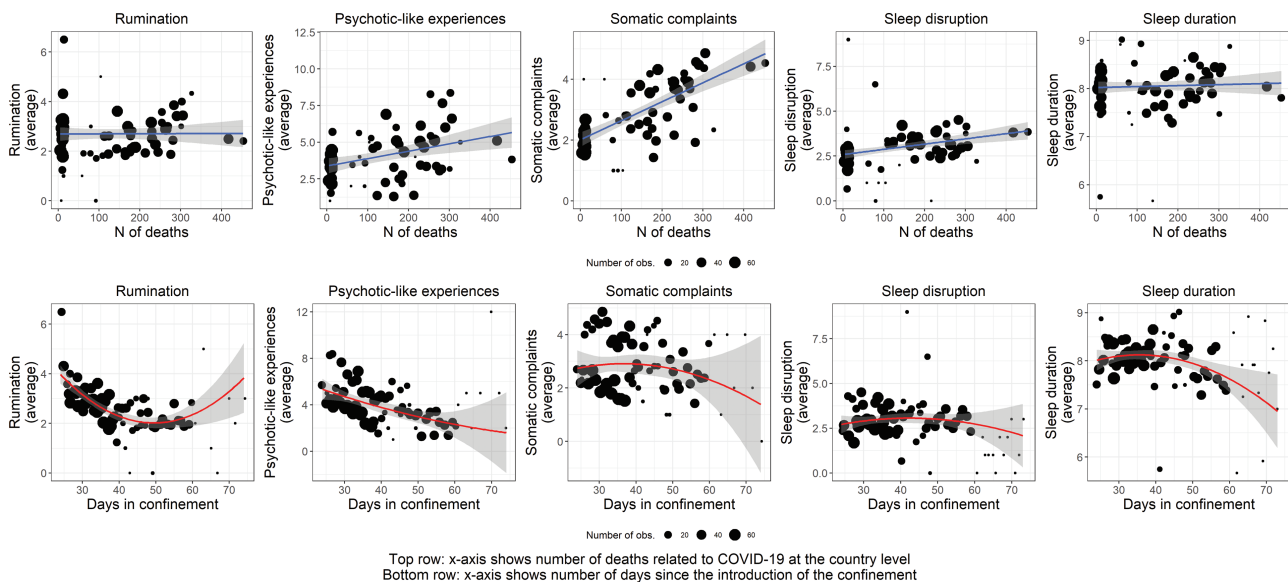 Rumination
Psychotic-like experiences
Somatic complaints
Sleep disruption
Sleep duration
Rumination
(average)
6
4
2
0
0 100 200 300 400
N of deaths
Psychotic-like experiences
(average)
12.5
10.0
7.5
5.0
2.5
0 100 200 300 400
N of deaths
Somatic complaints
(average)
4
2
0
0 100 200 300 400
N of deaths
Sleep disruption
(average)
7.5
5.0
2.5
0.0
0 100 200 300 400
N of deaths
Sleep duration
(average)
9
8
7
6
0 100 200 300 400
N of deaths
Number of obs. 20 40 60
Rumination
Psychotic-like experiences
Somatic complaints
Sleep disruption
Sleep duration
Rumination
(average)
6
4
2
0
30 40 50 60 70
Days in confinement
Psychotic-like experiences
(average)
12
8
4
0
30 40 50 60 70
Days in confinement
Somatic complaints
(average)
4
2
0
30 40 50 60 70
Days in confinement
Sleep disruption
(average)
7.5
5.0
2.5
0.0
30 40 50 60 70
Days in confinement
Sleep duration
(average)
9
8
7
6
30 40 50 60 70
Days in confinement
Number of obs. 20 40 60
Top row: x-axis shows number of deaths related to COVID-19 at the country level
Bottom row: x-axis shows number of days since the introduction of the confinement